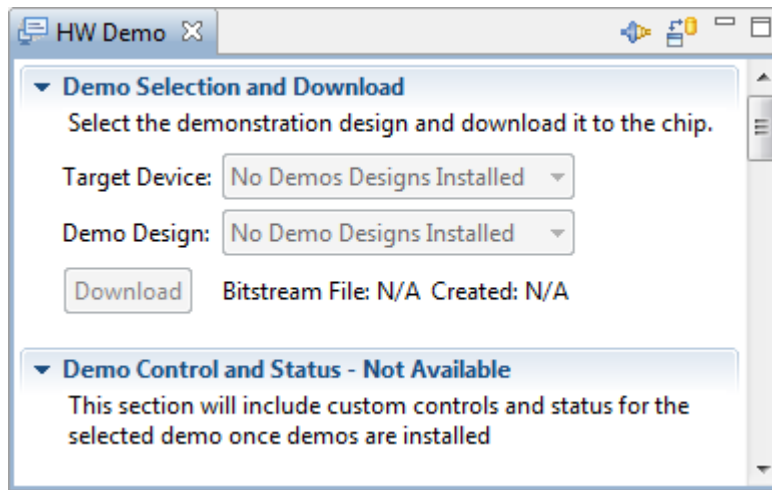 HW Demo
Demo Selection and Download
Select the demonstration design and download it to the chip.
Target Device: No Demos Designs Installed
Demo Design: No Demo Designs Installed
Download Bitstream File: N/A Created: N/A
Demo Control and Status - Not Available
This section will include custom controls and status for the
selected demo once demos are installed